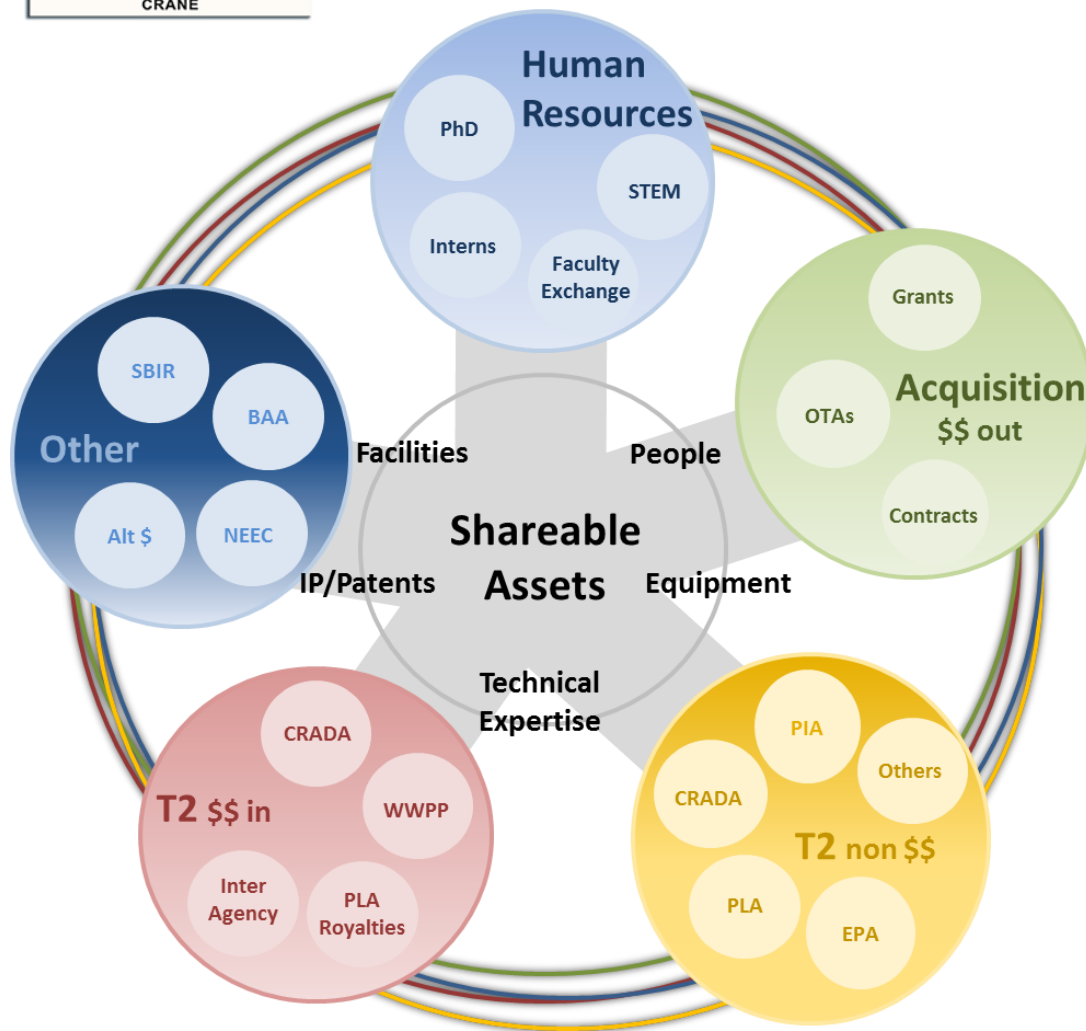 CRANE
Human
Resources
PhD
STEM
Interns
Faculty
Exchange
Grants
OTAs
Acquisition
$$ out
Contracts
SBIR
BAA
Other
Alt $
NEEC
Facilities
People
Shareable
Assets
IP/Patents
Equipment
Technical
Expertise
CRADA
WWPP
T2 $$ in
Inter
Agency
PLA
Royalties
PIA
Others
CRADA
T2 non $$
PLA
EPA